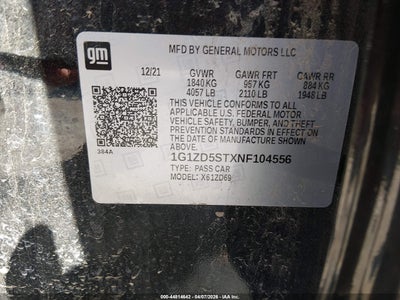 gm
MFD BY GENERAL MOTORS LLC
12/21 GVWR GAWR FRT GAWR RR
1840 KG 957 KG 884 KG
4057 LB 2110 LB 1948 LB
THIS VEHICLE CONFORMS TO ALL
APPLICABLE U.S. FEDERAL MOTOR
VEHICLE SAFETY, BUMPER, AND THEFT
PREVENTION STANDARDS IN EFFECT ON
THE DATE OF MANUFACTURE SHOWN
ABOVE.
384A
1G1ZD5STXNF104556
TYPE: PASS CAR
MODEL: X61ZD69
000-44814642 - 04/07/2026 - IAA Inc.